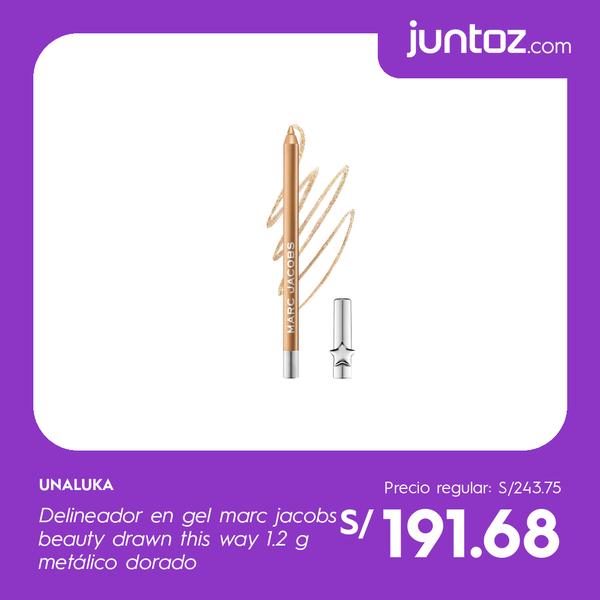 juntoz.com
MARC JACOBS
UNALUKA
Delineador en gel marc jacobs
beauty drawn this way 1.2 g
metálico dorado
Precio regular: S/243.75
S/191.68